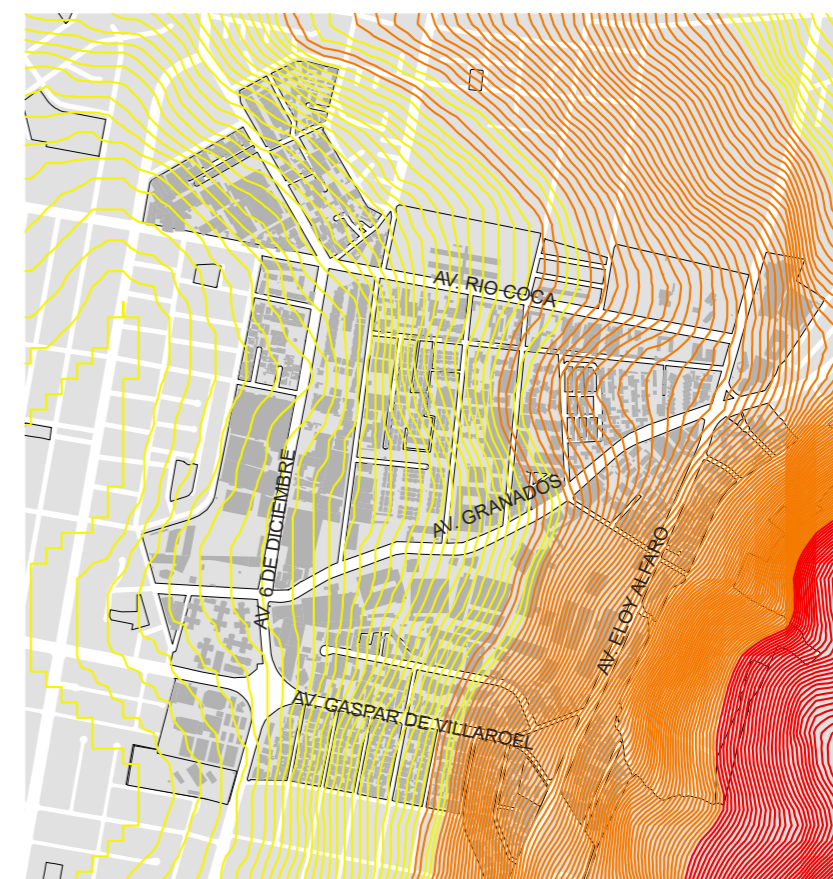 AV. RIO COCA
AV. GRANADOS
AV. 6 DE DICIEMBRE
AV. ELOY ALFARO
AV. GASPAR DE VILLAROEL